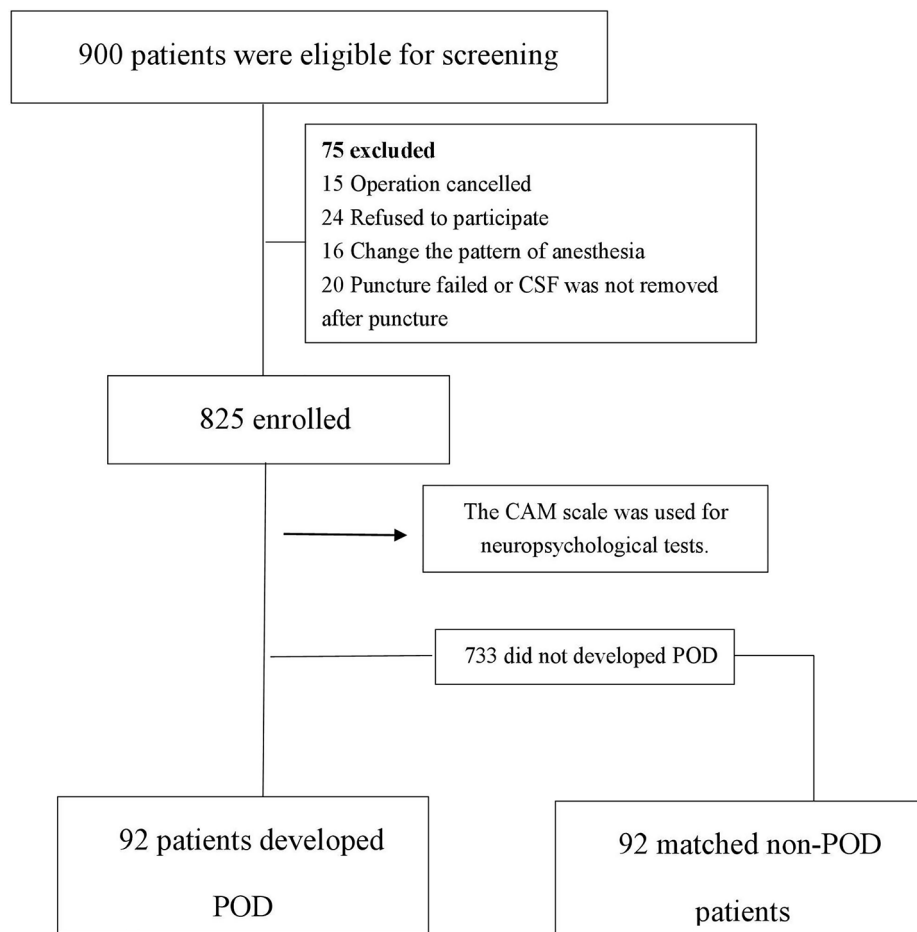 900 patients were eligible for screening
75 excluded
15 Operation cancelled
24 Refused to participate
16 Change the pattern of anesthesia
20 Puncture failed or CSF was not removed
after puncture
825 enrolled
The CAM scale was used for
neuropsychological tests.
733 did not developed POD
92 patients developed
POD
92 matched non-POD
patients